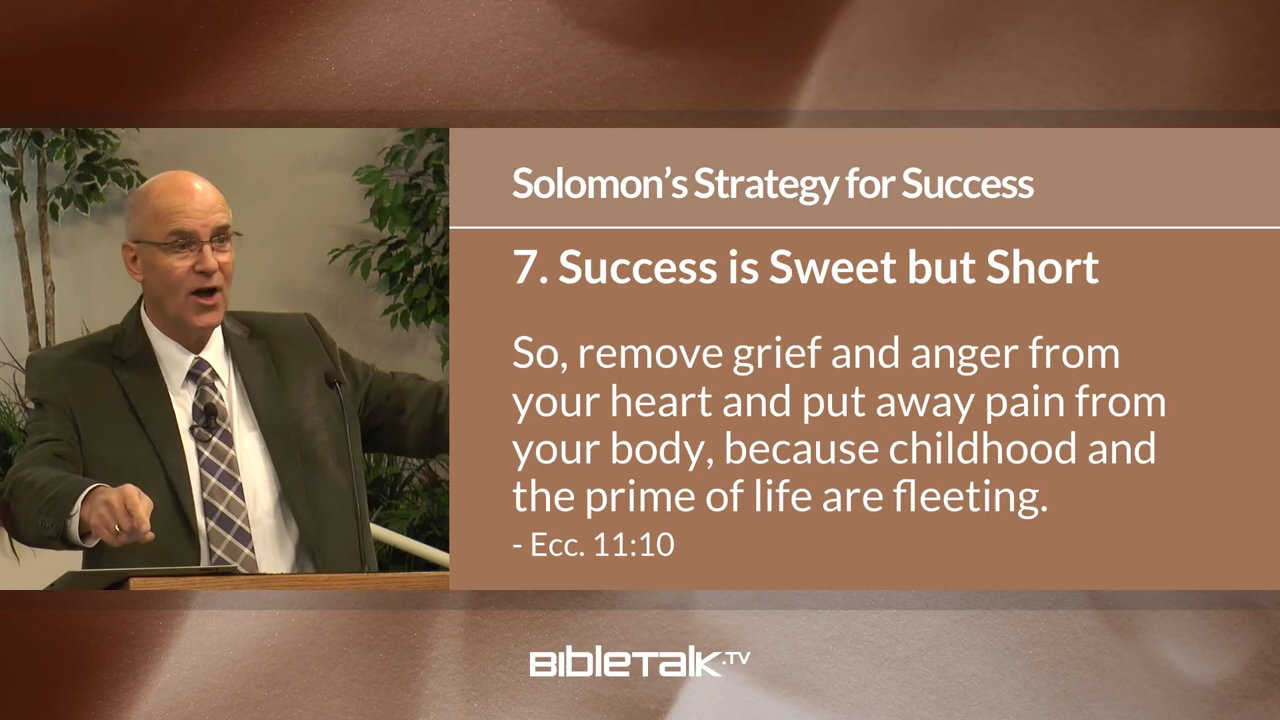 Solomon’s Strategy for Success
7. Success is Sweet but Short
So, remove grief and anger from
your heart and put away pain from
your body, because childhood and
the prime of life are fleeting.
- Ecc. 11:10
BibleTalk.TV